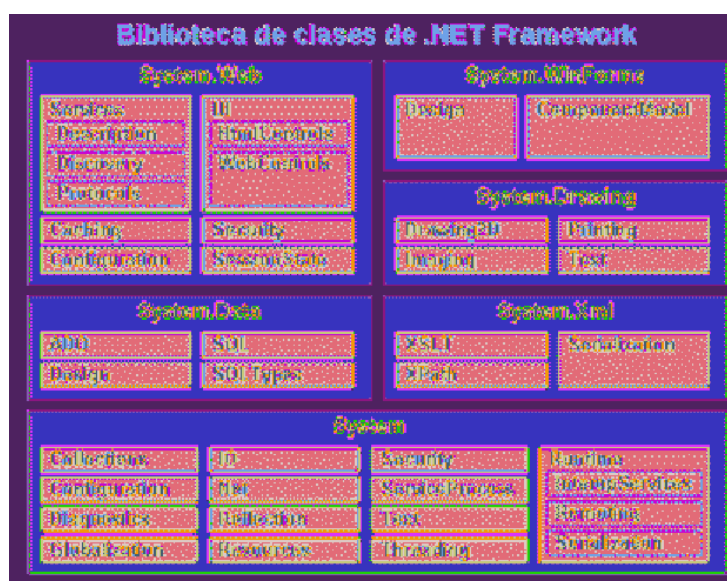 Biblioteca de clases de .NET Framework
System.Web
Services
Description
Discovery
Protocols
UI
HtmlControls
WebControls
Caching
Configuration
Security
SessionState
System.WinForms
Design
ComponentModel
System.Drawing
Drawing2D
Imaging
Printing
Text
System.Data
ADO
Design
SQL
SQLTypes
System.Xml
XSLT
XPath
Serialization
System
Collections
Configuration
Diagnostics
Globalization
IO
Net
Reflection
Resources
Security
ServiceProcess
Text
Threading
Runtime
InteropServices
Remoting
Serialization